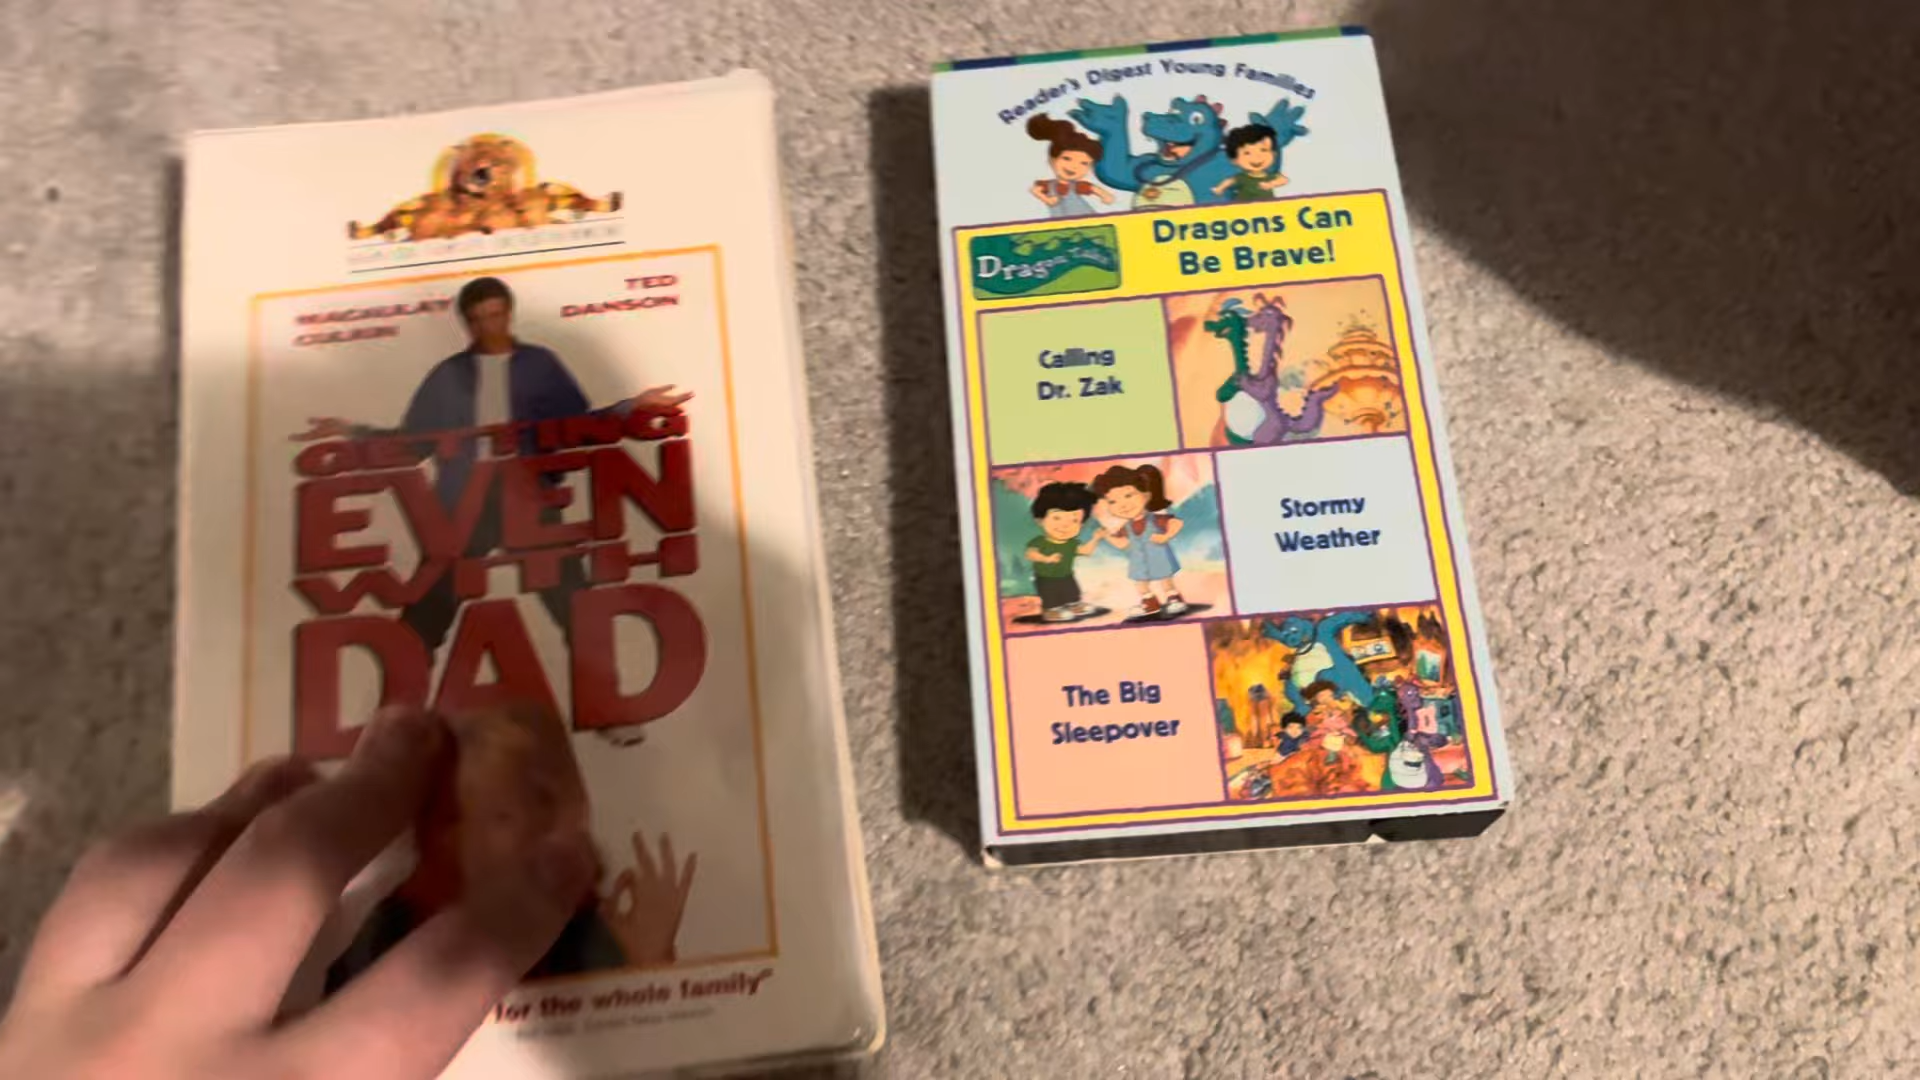 MACAULAY
CULKIN
TED
DANSON
GETTING
EVEN
WITH
DAD
for the whole family"
Reader's Digest Young Families
Dragon Tales
Dragons Can
Be Brave!
Calling
Dr. Zak
Stormy
Weather
The Big
Sleepover